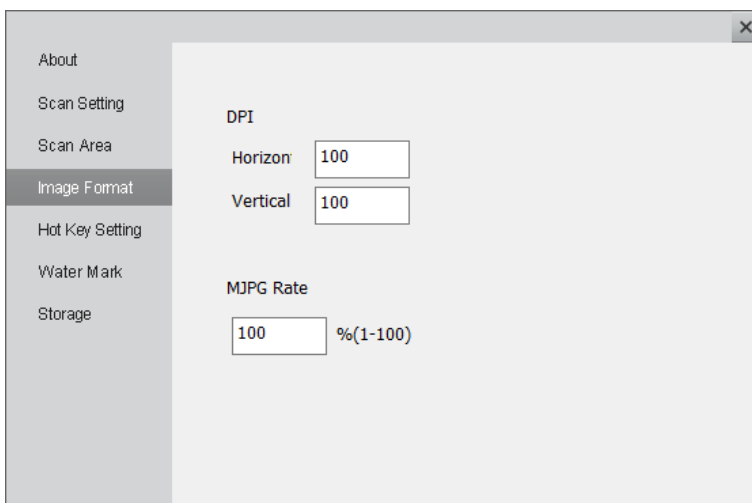 About
Scan Setting
Scan Area
Image Format
Hot Key Setting
Water Mark
Storage
DPI
Horizon
100
Vertical
100
MJPG Rate
100 %(1-100)